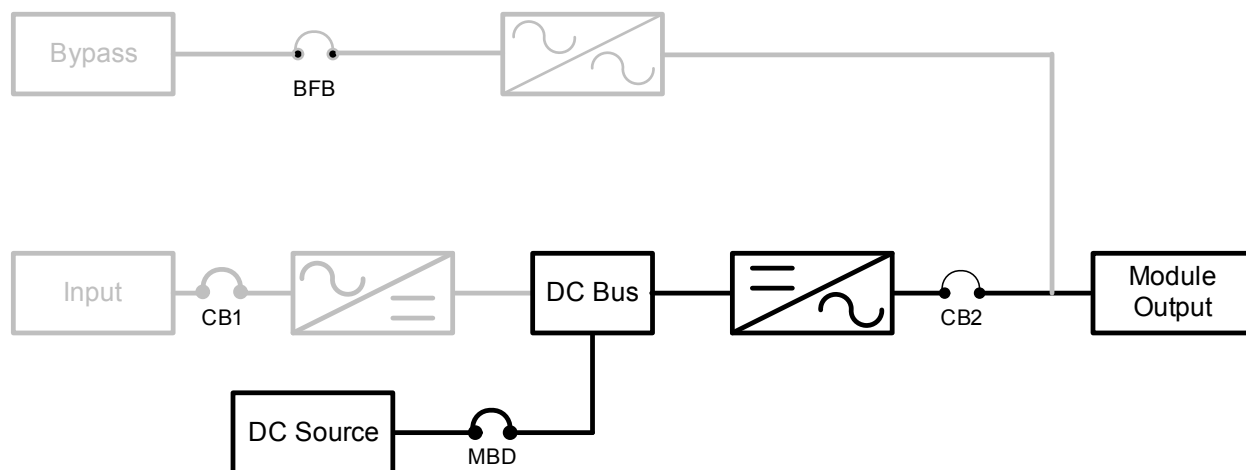 Bypass
BFB
Input
CB1
DC Bus
CB2
Module
Output
DC Source
MBD